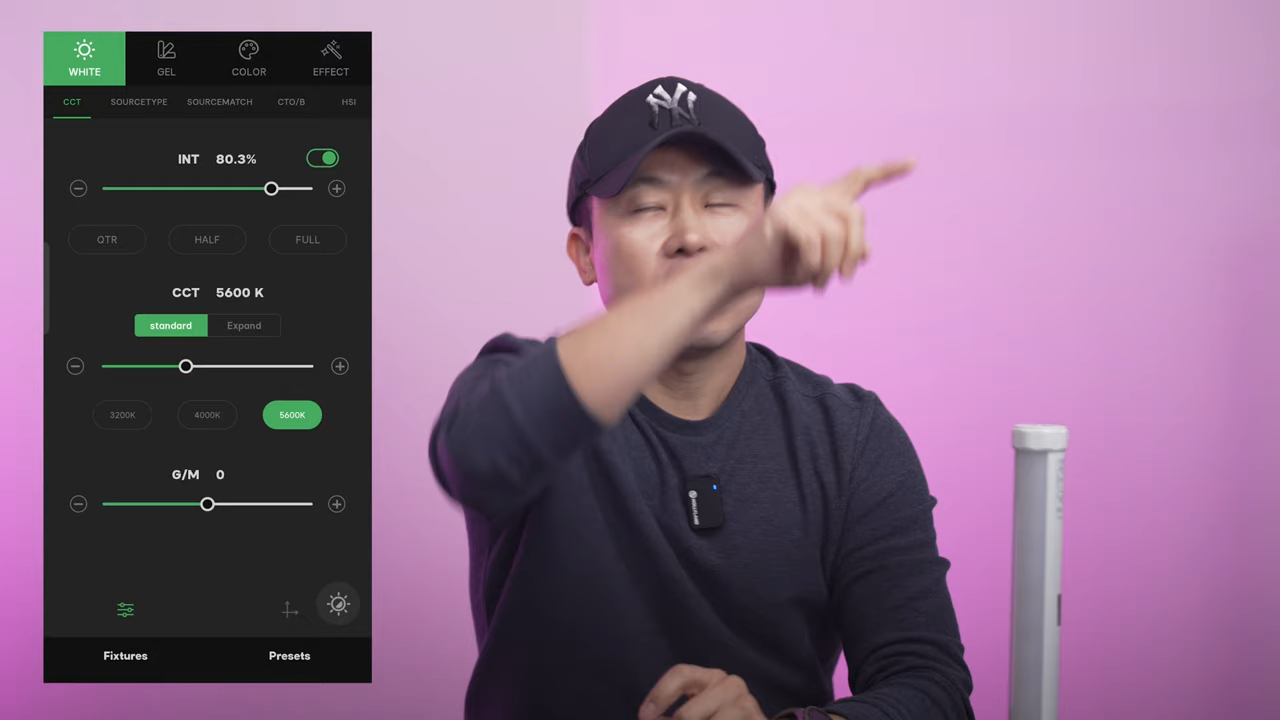 WHITE GEL COLOR EFFECT
CCT SOURCETYPE SOURCEMATCH CTO/B HSI
INT 80.3%
QTR HALF FULL
CCT 5600 K
standard Expand
3200K 4000K 5600K
G/M 0
Fixtures Presets
NY